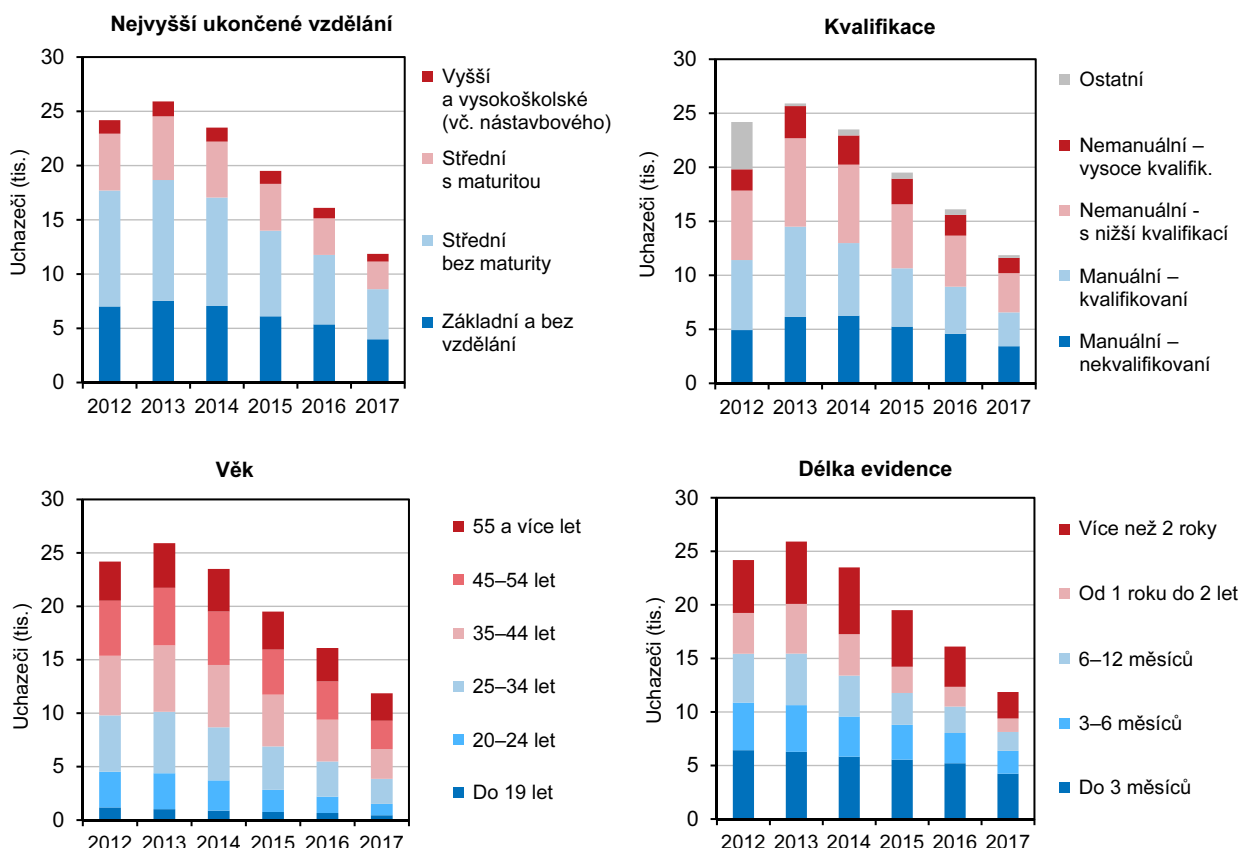 Nejvyšší ukončené vzdělání
Uchazeči (tis.)
30
25
20
15
10
5
0
2012 2013 2014 2015 2016 2017
Vyšší
a vysokoškolské
(vč. nástavbového)
Střední
s maturitou
Střední
bez maturity
Základní a bez
vzdělání
Kvalifikace
Uchazeči (tis.)
30
25
20
15
10
5
0
2012 2013 2014 2015 2016 2017
Ostatní
Nemanuální –
vysoce kvalifik.
Nemanuální -
s nižší kvalifikací
Manuální –
kvalifikovaní
Manuální –
nekvalifikovaní
Věk
Uchazeči (tis.)
30
25
20
15
10
5
0
2012 2013 2014 2015 2016 2017
55 a více let
45–54 let
35–44 let
25–34 let
20–24 let
Do 19 let
Délka evidence
Uchazeči (tis.)
30
25
20
15
10
5
0
2012 2013 2014 2015 2016 2017
Více než 2 roky
Od 1 roku do 2 let
6–12 měsíců
3–6 měsíců
Do 3 měsíců